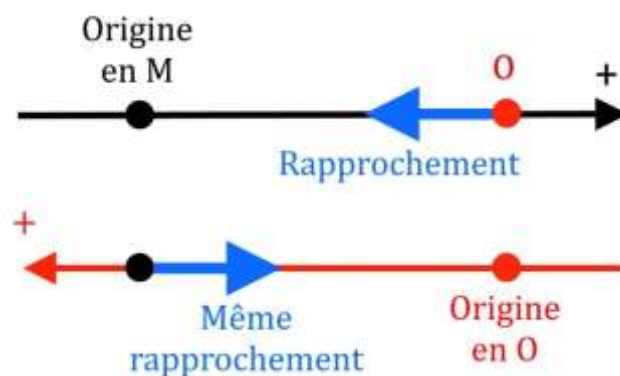 Origine
en M
O
+
Rapprochement
+
Même
rapprochement
Origine
en O